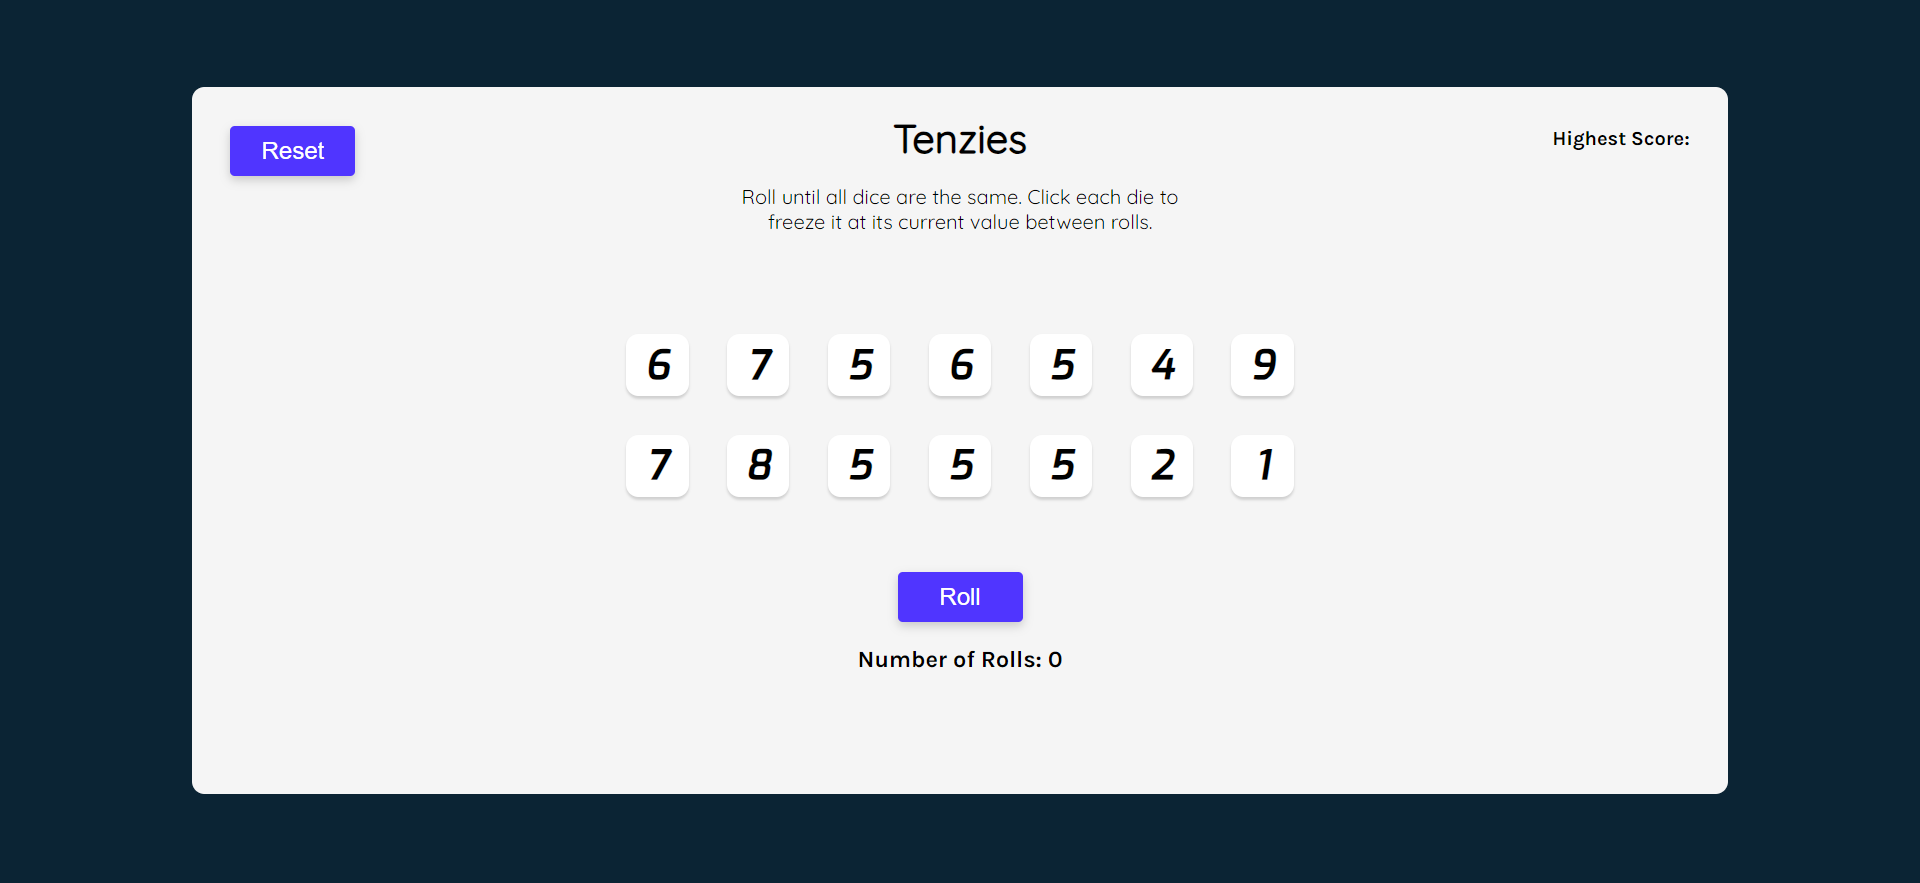 Reset
Tenzies
Highest Score:
Roll until all dice are the same. Click each die to
freeze it at its current value between rolls.
6 7 5 6 5 4 9
7 8 5 5 5 2 1
Roll
Number of Rolls: 0